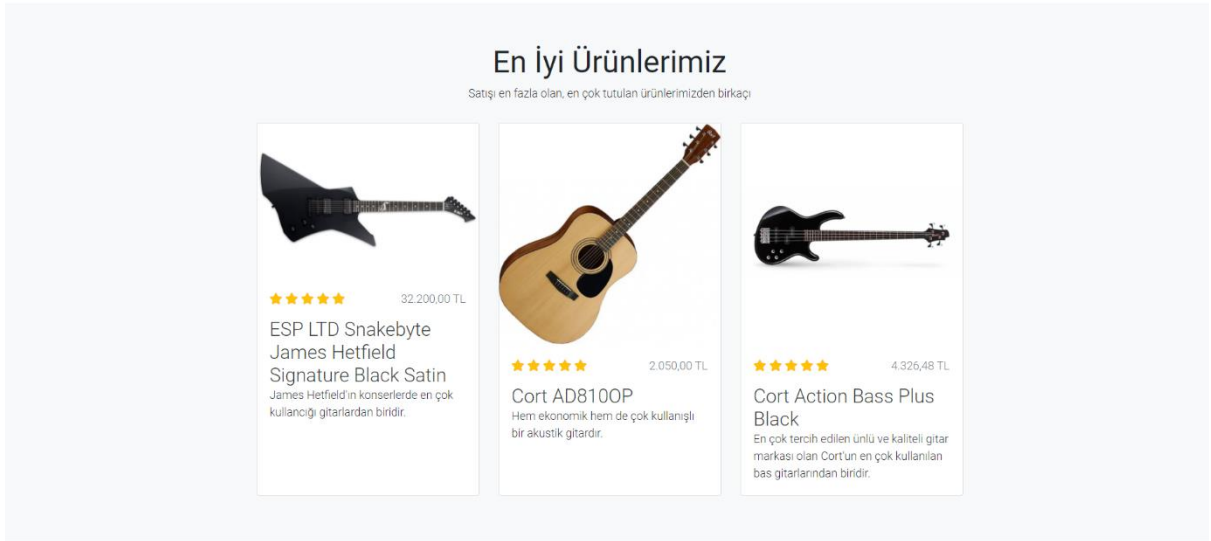 En İyi Ürünlerimiz
Satışı en fazla olan, en çok tutulan ürünlerimizden birkaçı
32.200,00 TL
ESP LTD Snakebyte
James Hetfield
Signature Black Satin
James Hetfield'ın konserlerde en çok
kullancığı gitarlardan biridir.
2.050,00 TL
Cort AD810OP
Hem ekonomik hem de çok kullanışlı
bir akustik gitardır.
4.326,48 TL
Cort Action Bass Plus
Black
En çok tercih edilen ünlü ve kaliteli gitar
markası olan Cort'un en çok kullanılan
bas gitarlarından biridir.